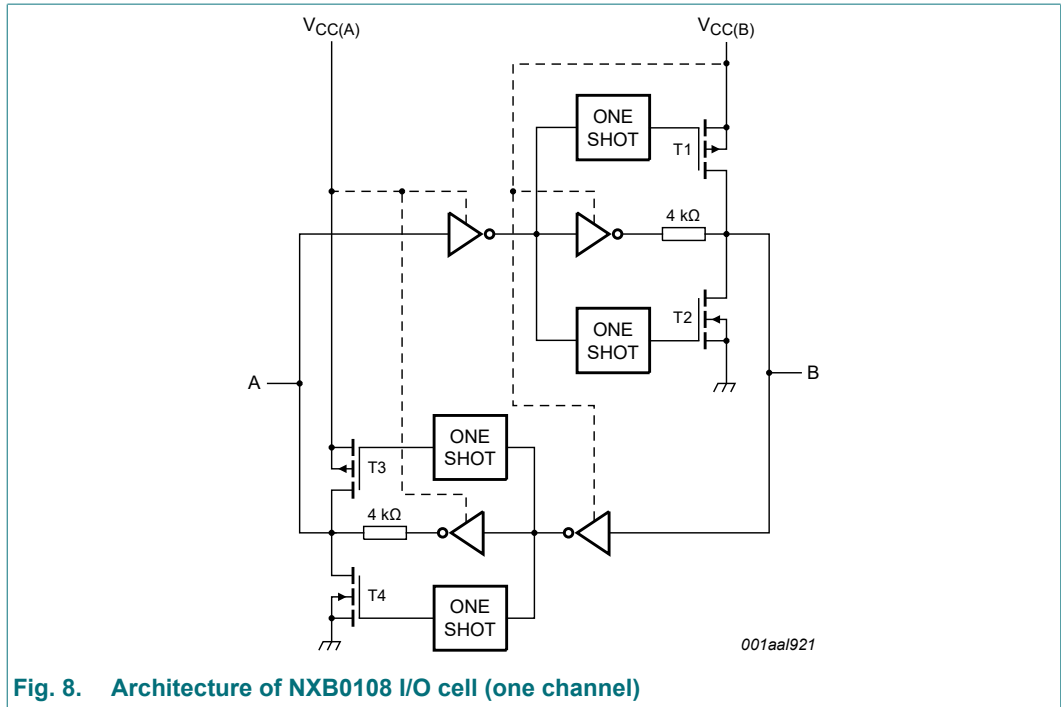 VCC(A)
VCC(B)
ONE
SHOT
T1
4 kΩ
ONE
SHOT
T2
A
B
ONE
SHOT
T3
4 kΩ
T4
ONE
SHOT
001aal921
Fig. 8. Architecture of NXB0108 I/O cell (one channel)